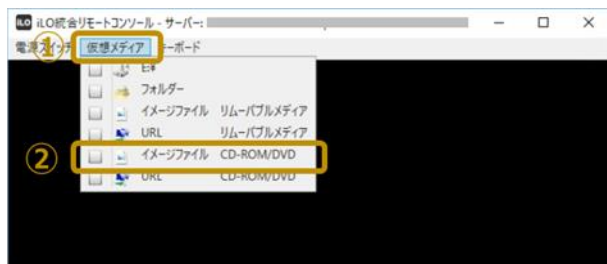 iLO iLO統合リモートコンソール - サーバー:
電源スイッチ 仮想メディア キーボード
①
E:¥
フォルダー
イメージファイル リムーバブルメディア
URL リムーバブルメディア
② イメージファイル CD-ROM/DVD
URL CD-ROM/DVD